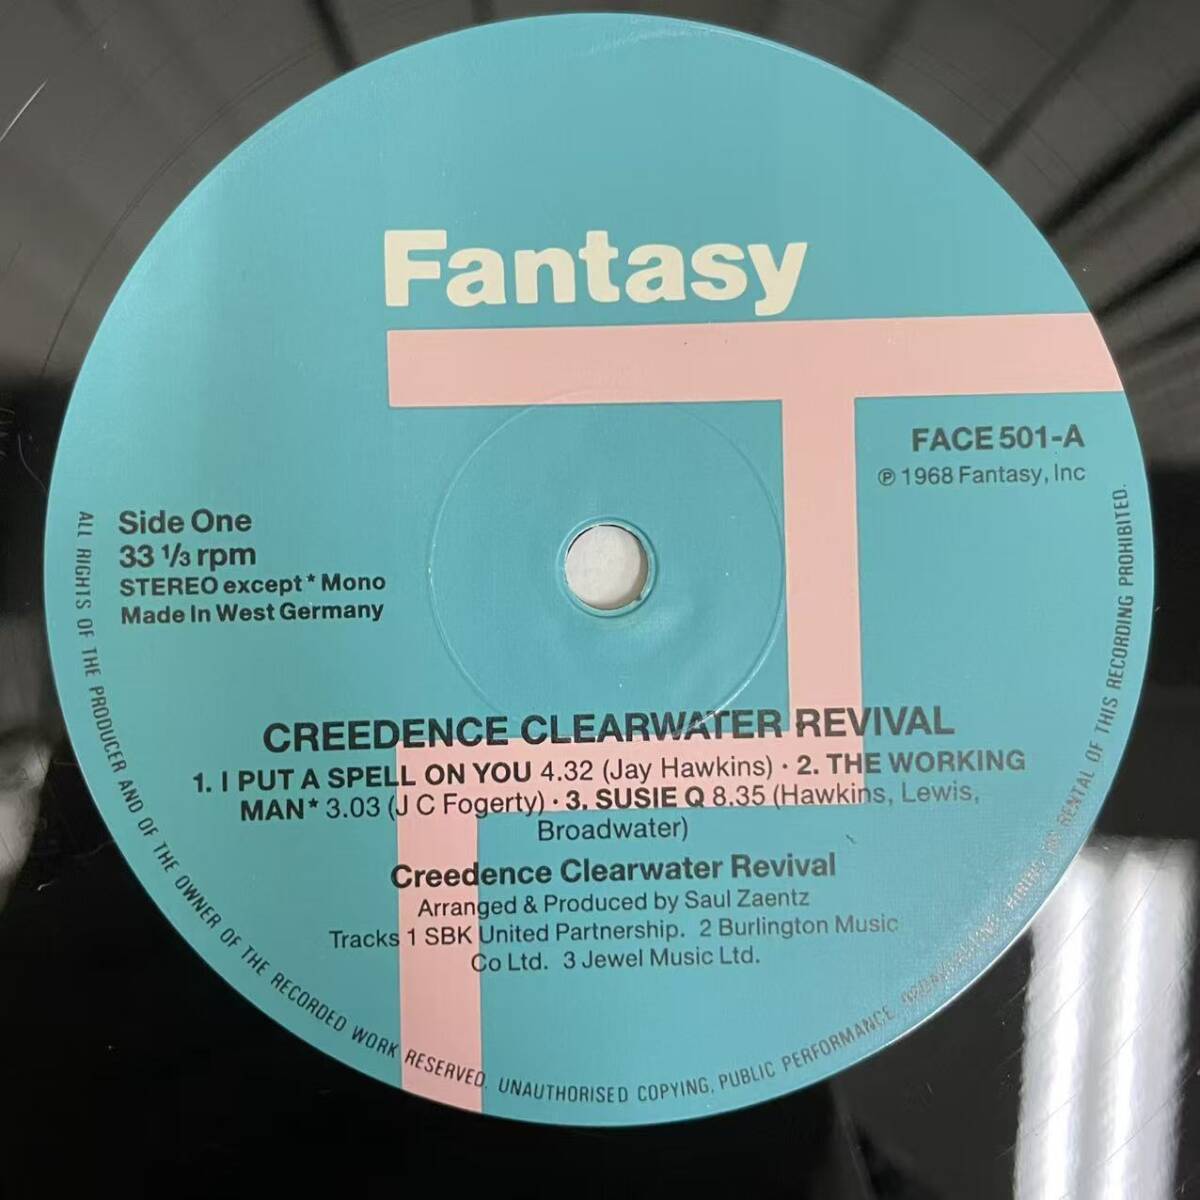 Fantasy
FACE 501-A
℗ 1968 Fantasy, Inc
Side One
33 1/3 rpm
STEREO except * Mono
Made In West Germany
CREEDENCE CLEARWATER REVIVAL
1. I PUT A SPELL ON YOU 4.32 (Jay Hawkins) · 2. THE WORKING
MAN* 3.03 (J C Fogerty) · 3. SUSIE Q 8.35 (Hawkins, Lewis,
Broadwater)
Creedence Clearwater Revival
Arranged & Produced by Saul Zaentz
Tracks 1 SBK United Partnership. 2 Burlington Music
Co Ltd. 3 Jewel Music Ltd.
ALL RIGHTS OF THE PRODUCER AND OF THE OWNER OF THE RECORDED WORK RESERVED. UNAUTHORISED COPYING, PUBLIC PERFORMANCE, BROADCASTING, HIRING OR RENTAL OF THIS RECORDING PROHIBITED.